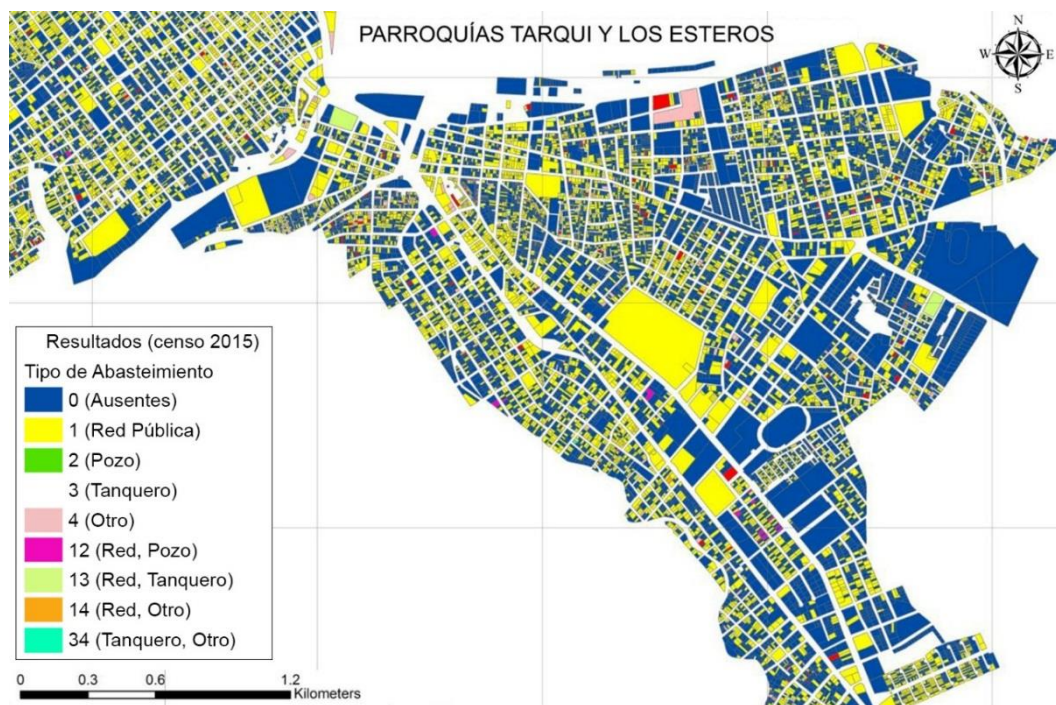 PARROQUÍAS TARQUI Y LOS ESTEROS
N
W E
S
Resultados (censo 2015)
Tipo de Abasteimiento
0 (Ausentes)
1 (Red Pública)
2 (Pozo)
3 (Tanquero)
4 (Otro)
12 (Red, Pozo)
13 (Red, Tanquero)
14 (Red, Otro)
34 (Tanquero, Otro)
0 0.3 0.6 1.2
Kilometers